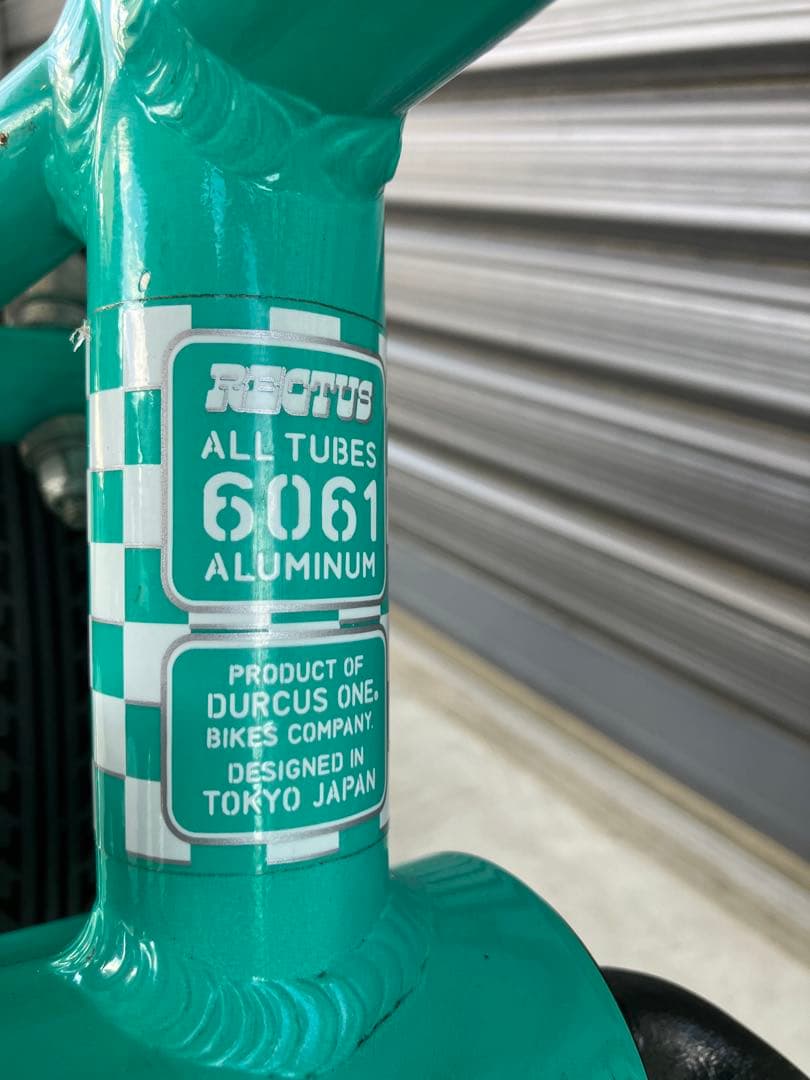 RECTUS
ALL TUBES
6061
ALUMINUM
PRODUCT OF
DURCUS ONE®
BIKES COMPANY.
DESIGNED IN
TOKYO JAPAN